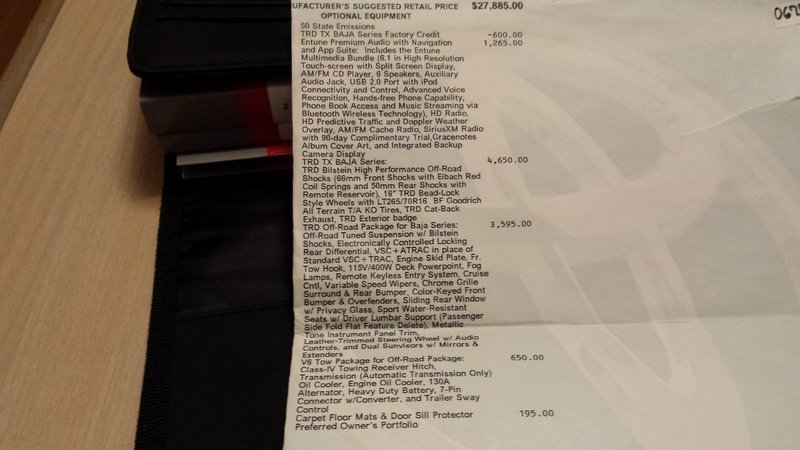 UFACTURER'S SUGGESTED RETAIL PRICE $27,885.00
OPTIONAL EQUIPMENT
50 State Emissions
TRD TX BAJA Series Factory Credit -600.00
Entune Premium Audio with Navigation 1,265.00
and App Suite: Includes the Entune
Multimedia Bundle (6.1 in High Resolution
Touch-screen with Split Screen Display,
AM/FM CD Player, 6 Speakers, Auxiliary
Audio Jack, USB 2.0 Port with iPod
Connectivity and Control, Advanced Voice
Recognition, Hands-free Phone Capability,
Phone Book Access and Music Streaming via
Bluetooth Wireless Technology), HD Radio,
HD Predictive Traffic and Doppler Weather
Overlay, AM/FM Cache Radio, SiriusXM Radio
with 90-day Complimentary Trial,Gracenotes
Album Cover Art, and Integrated Backup
Camera Display
TRD TX BAJA Series: 4,650.00
TRD Bilstein High Performance Off-Road
Shocks (66mm Front Shocks with Eibach Red
Coil Springs and 50mm Rear Shocks with
Remote Reservoir), 16" TRD Bead-Lock
Style Wheels with LT265/70R16 BF Goodrich
All Terrain T/A KO Tires, TRD Cat-Back
Exhaust, TRD Exterior badge
TRD Off-Road Package for Baja Series: 3,595.00
Off-Road Tuned Suspension w/ Bilstein
Shocks, Electronically Controlled Locking
Rear Differential, VSC+ATRAC in place of
Standard VSC+TRAC, Engine Skid Plate, Fr.
Tow Hook, 115V/400W Deck Powerpoint, Fog
Lamps, Remote Keyless Entry System, Cruise
Cntl, Variable Speed Wipers, Chrome Grille
Surround & Rear Bumper, Color-Keyed Front
Bumper & Overfenders, Sliding Rear Window
w/ Privacy Glass, Sport Water-Resistant
Seats w/ Driver Lumbar Support (Passenger
Side Fold Flat Feature Delete), Metallic
Tone Instrument Panel Trim,
Leather-Trimmed Steering Wheel w/ Audio
Controls, and Dual Sunvisors w/ Mirrors &
Extenders
V6 Tow Package for Off-Road Package: 650.00
Class-IV Towing Receiver Hitch,
Transmission (Automatic Transmission Only)
Oil Cooler, Engine Oil Cooler, 130A
Alternator, Heavy Duty Battery, 7-Pin
Connector w/Converter, and Trailer Sway
Control
Carpet Floor Mats & Door Sill Protector 195.00
Preferred Owner's Portfolio